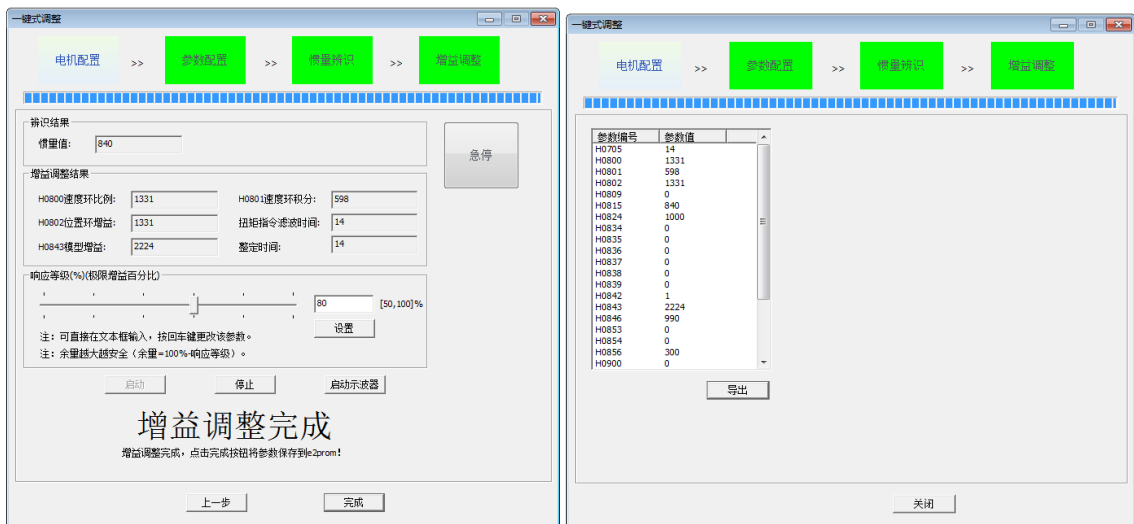 一键式调整
电机配置 >> 参数配置 >> 惯量辨识 >> 增益调整
辨识结果
惯量值: 840
急停
增益调整结果
H0800速度环比例: 1331 H0801速度环积分: 598
H0802位置环增益: 1331 扭矩指令滤波时间: 14
H0843模型增益: 2224 整定时间: 14
响应等级(%)(极限增益百分比)
80 [50,100]%
设置
注: 可直接在文本框输入，按回车键更改该参数。
注: 余量越大越安全（余量=100%-响应等级）。
启动 停止 启动示波器
增益调整完成
增益调整完成，点击完成按钮将参数保存到e2prom!
上一步 完成
一键式调整
电机配置 >> 参数配置 >> 惯量辨识 >> 增益调整
参数编号 参数值
H0705 14
H0800 1331
H0801 598
H0802 1331
H0809 0
H0815 840
H0824 1000
H0834 0
H0835 0
H0836 0
H0837 0
H0838 0
H0839 0
H0842 1
H0843 2224
H0846 990
H0853 0
H0854 0
H0856 300
H0900 0
导出
关闭